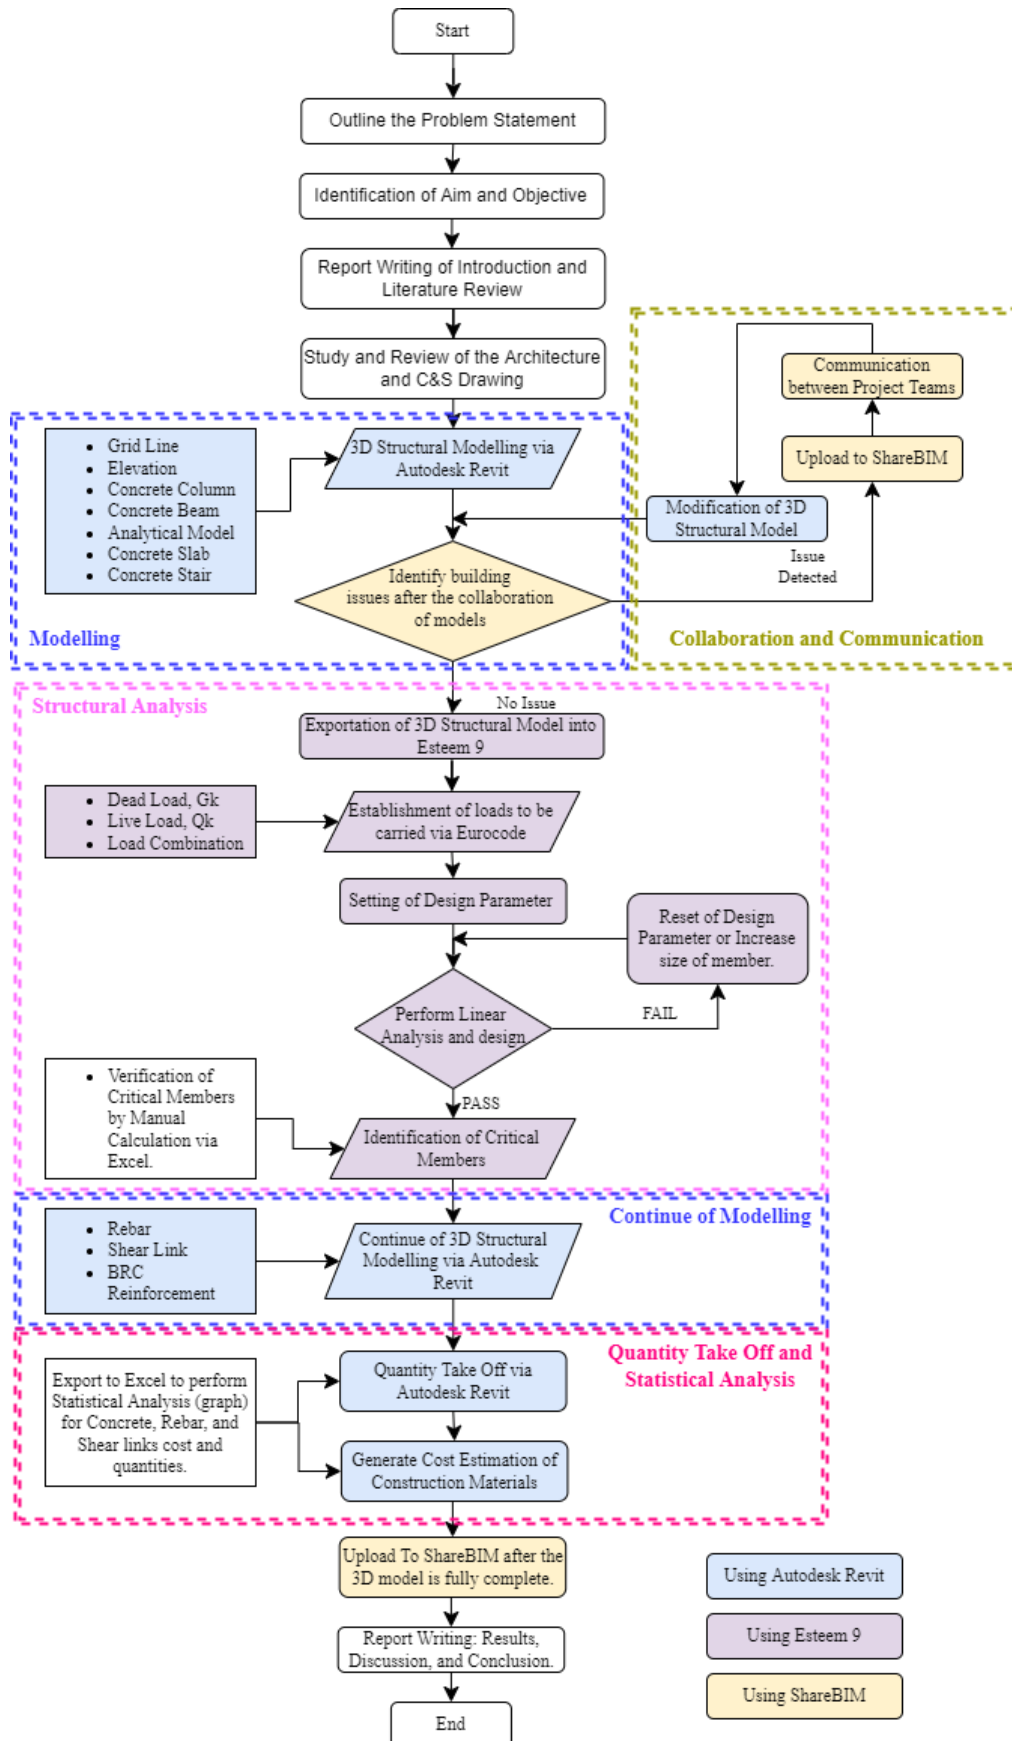 Start
Outline the Problem Statement
Identification of Aim and Objective
Report Writing of Introduction and
Literature Review
Study and Review of the Architecture
and C&S Drawing
Communication
between Project Teams
Upload to ShareBIM
Modification of 3D
Structural Model
Issue
Detected
Collaboration and Communication
• Grid Line
• Elevation
• Concrete Column
• Concrete Beam
• Analytical Model
• Concrete Slab
• Concrete Stair
3D Structural Modelling via
Autodesk Revit
Identify building
issues after the collaboration
of models
Modelling
Structural Analysis
No Issue
Exportation of 3D Structural Model into
Esteem 9
• Dead Load, Gk
• Live Load, Qk
• Load Combination
Establishment of loads to be
carried via Eurocode
Setting of Design Parameter
Reset of Design
Parameter or Increase
size of member.
Perform Linear
Analysis and design
FAIL
PASS
• Verification of
Critical Members
by Manual
Calculation via
Excel.
Identification of Critical
Members
Continue of Modelling
• Rebar
• Shear Link
• BRC
Reinforcement
Continue of 3D Structural
Modelling via Autodesk
Revit
Quantity Take Off and
Statistical Analysis
Export to Excel to perform
Statistical Analysis (graph)
for Concrete, Rebar, and
Shear links cost and
quantities.
Quantity Take Off via
Autodesk Revit
Generate Cost Estimation of
Construction Materials
Upload To ShareBIM after the
3D model is fully complete.
Report Writing: Results,
Discussion, and Conclusion.
End
Using Autodesk Revit
Using Esteem 9
Using ShareBIM